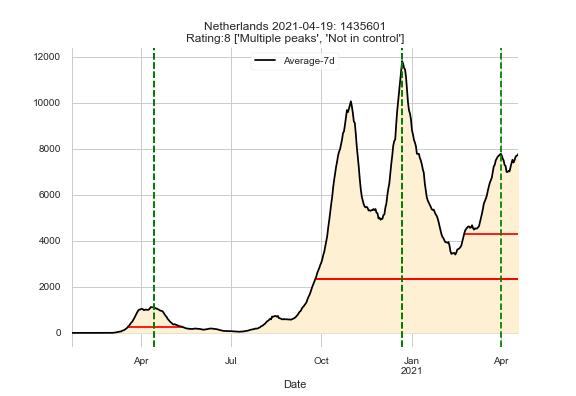 Netherlands 2021-04-19: 1435601
Rating:8 ['Multiple peaks', 'Not in control']
Average-7d
12000
10000
8000
6000
4000
2000
0
Apr
Jul
Oct
Jan
2021
Apr
Date